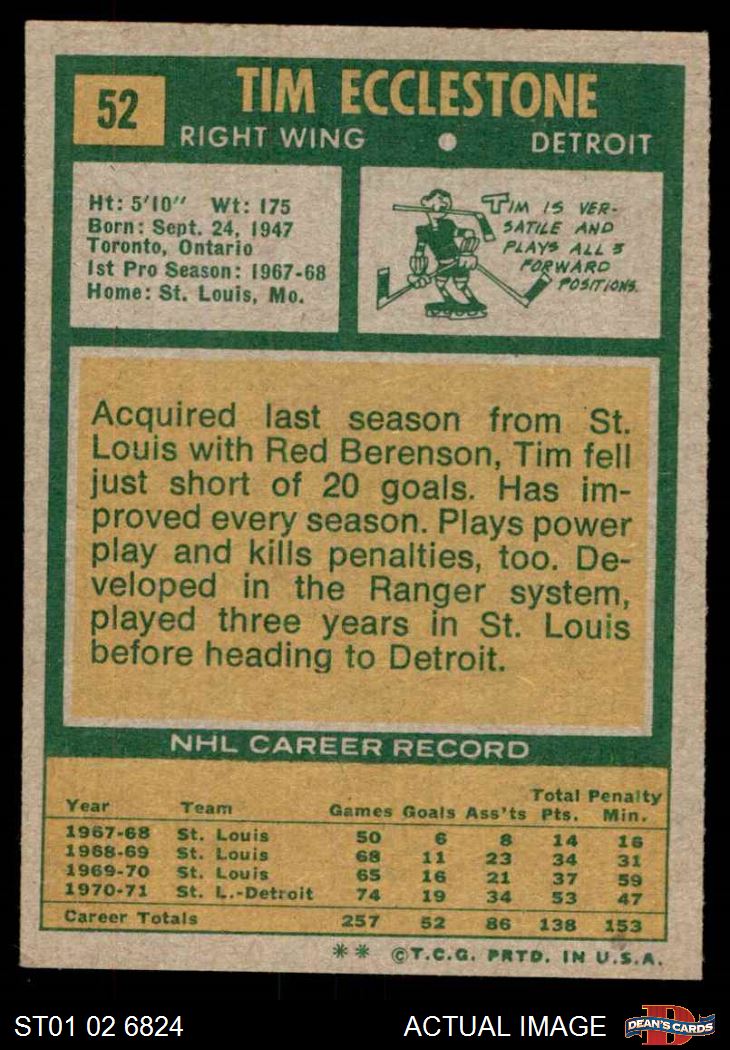 52
TIM ECCLESTONE
RIGHT WING • DETROIT
Ht: 5'10" Wt: 175
Born: Sept. 24, 1947
Toronto, Ontario
1st Pro Season: 1967-68
Home: St. Louis, Mo.
TIM IS VER-
SATILE AND
PLAYS ALL 3
FORWARD
POSITIONS.
Acquired last season from St.
Louis with Red Berenson, Tim fell
just short of 20 goals. Has im-
proved every season. Plays power
play and kills penalties, too. De-
veloped in the Ranger system,
played three years in St. Louis
before heading to Detroit.
NHL CAREER RECORD
Year Team Games Goals Ass'ts Total Pts. Penalty Min.
1967-68 St. Louis 50 6 8 14 16
1968-69 St. Louis 68 11 23 34 31
1969-70 St. Louis 65 16 21 37 59
1970-71 St. L.-Detroit 74 19 34 53 47
Career Totals 257 52 86 138 153
** ©T.C.G. PRTD. IN U.S.A.
ST01 02 6824
ACTUAL IMAGE
DEAN'S CARDS